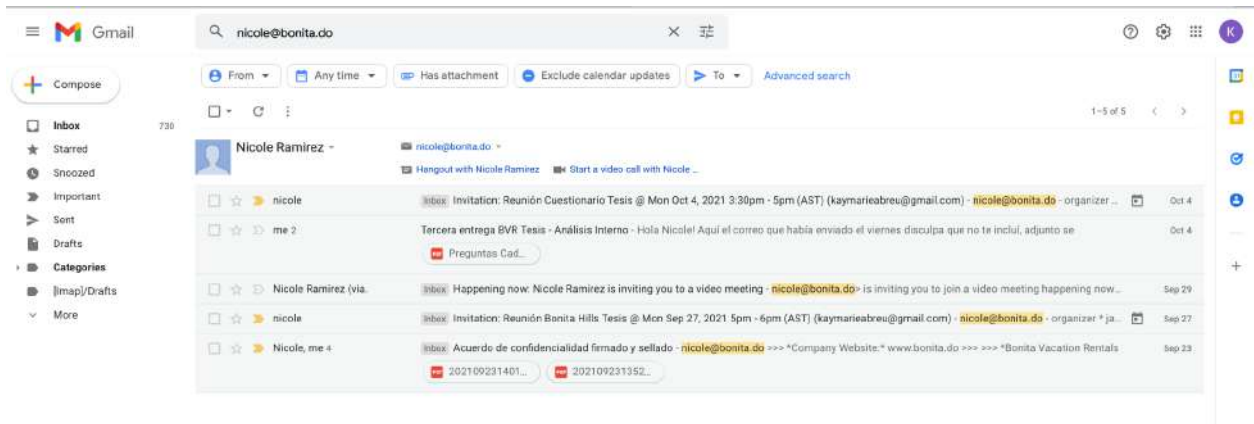 Gmail
nicole@bonita.do
K
Compose
From
Any time
Has attachment
Exclude calendar updates
To
Advanced search
1–5 of 5
Inbox 730
Starred
Snoozed
Important
Sent
Drafts
Categories
[Imap]/Drafts
More
Nicole Ramirez
nicole@bonita.do
Hangout with Nicole Ramirez Start a video call with Nicole ...
nicole Inbox Invitation: Reunión Cuestionario Tesis @ Mon Oct 4, 2021 3:30pm - 5pm (AST) (kaymarieabreu@gmail.com) - nicole@bonita.do - organizer ... Oct 4
me 2 Tercera entrega BVR Tesis - Análisis Interno - Hola Nicole! Aquí el correo que había enviado el viernes disculpa que no te incluí, adjunto se Oct 4
PDF Preguntas Cad...
Nicole Ramirez (via. Inbox Happening now: Nicole Ramirez is inviting you to a video meeting - nicole@bonita.do> is inviting you to join a video meeting happening now... Sep 29
nicole Inbox Invitation: Reunión Bonita Hills Tesis @ Mon Sep 27, 2021 5pm - 6pm (AST) (kaymarieabreu@gmail.com) - nicole@bonita.do - organizer * ja... Sep 27
Nicole, me 4 Inbox Acuerdo de confidencialidad firmado y sellado - nicole@bonita.do >>> *Company Website:* www.bonita.do >>> >>> *Bonita Vacation Rentals Sep 23
PDF 202109231401... PDF 202109231352...